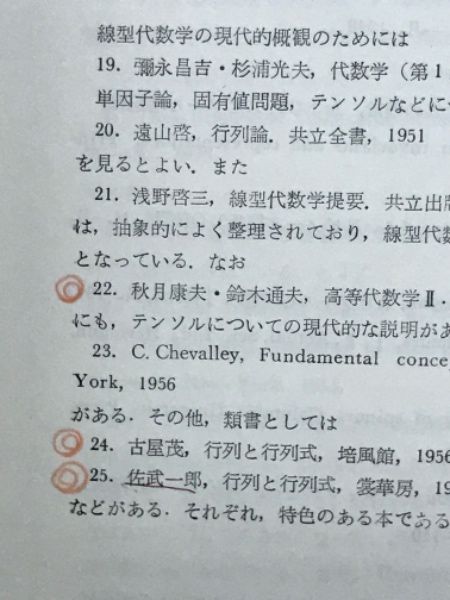 線型代数学の現代的概観のためには
19. 彌永昌吉・杉浦光夫，代数学（第1
単因子論，固有値問題，テンソルなどに
20. 遠山啓，行列論．共立全書，1951
を見るとよい．また
21. 浅野啓三，線型代数学提要．共立出
は，抽象的によく整理されており，線型代
となっている．なお
22. 秋月康夫・鈴木通夫，高等代数学Ⅱ．
にも，テンソルについての現代的な説明が
23. C. Chevalley, Fundamental conce
York, 1956
がある．その他，類書としては
24. 古屋茂，行列と行列式，培風館，1956
25. 佐武一郎，行列と行列式，裳華房，19
などがある．それぞれ，特色のある本である